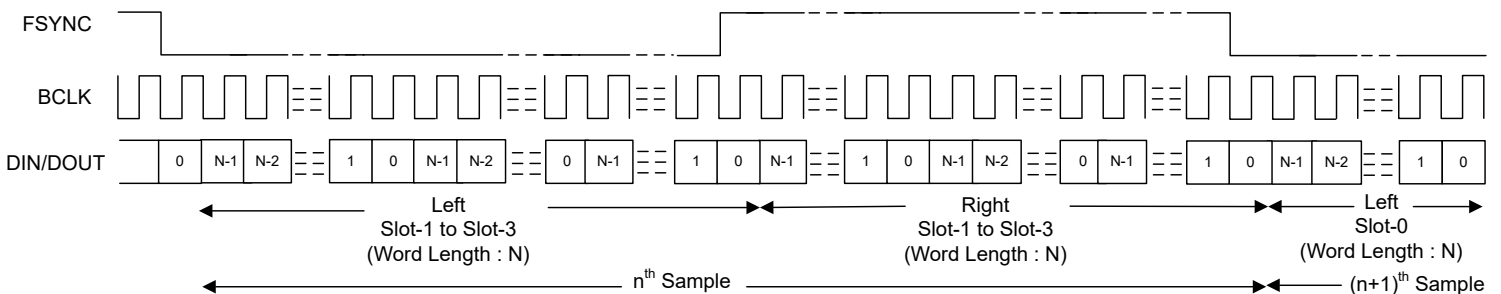 FSYNC
BCLK
DIN/DOUT
0 N-1 N-2 1 0 N-1 N-2 0 N-1 1 0 N-1 1 0 N-1 N-2 0 N-1 1 0 N-1 N-2 1 0
Left
Slot-1 to Slot-3
(Word Length : N)
Right
Slot-1 to Slot-3
(Word Length : N)
Left
Slot-0
(Word Length : N)
nth Sample
(n+1)th Sample